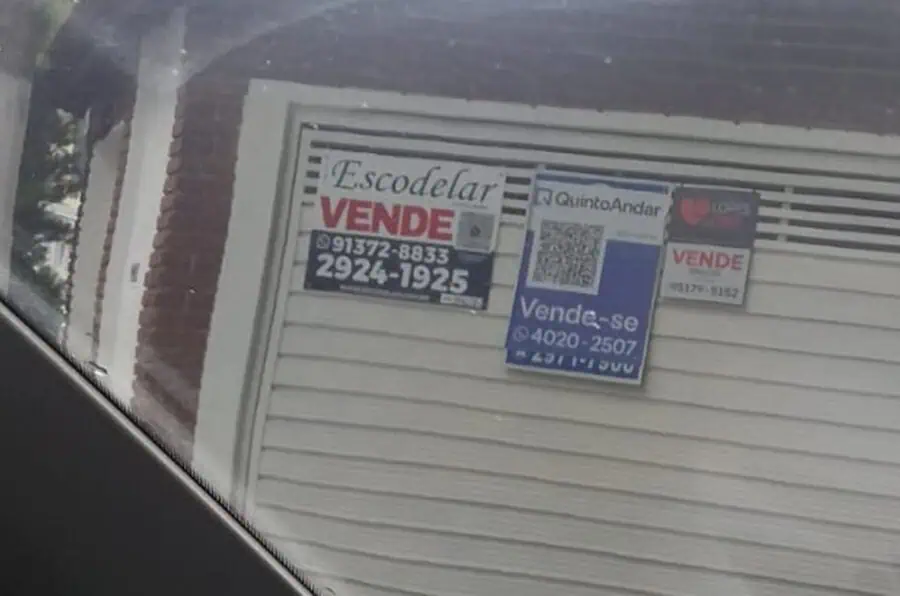 Escodelar
VENDE
91372-8833
2924-1925
QuintoAndar
Vende-se
4020-2507
VENDE